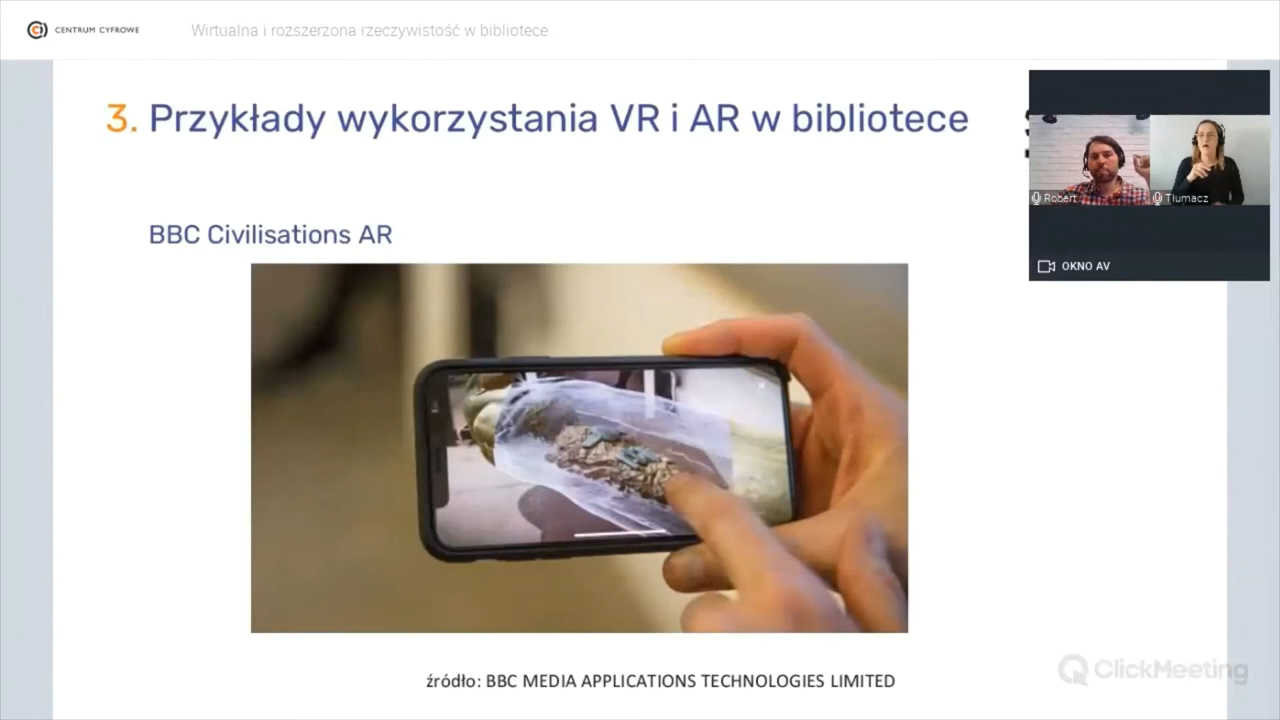 CENTRUM CYFROWE
Wirtualna i rozszerzona rzeczywistość w bibliotece
3. Przykłady wykorzystania VR i AR w bibliotece
BBC Civilisations AR
Robert
Tłumacz
OKNO AV
źródło: BBC MEDIA APPLICATIONS TECHNOLOGIES LIMITED
ClickMeeting